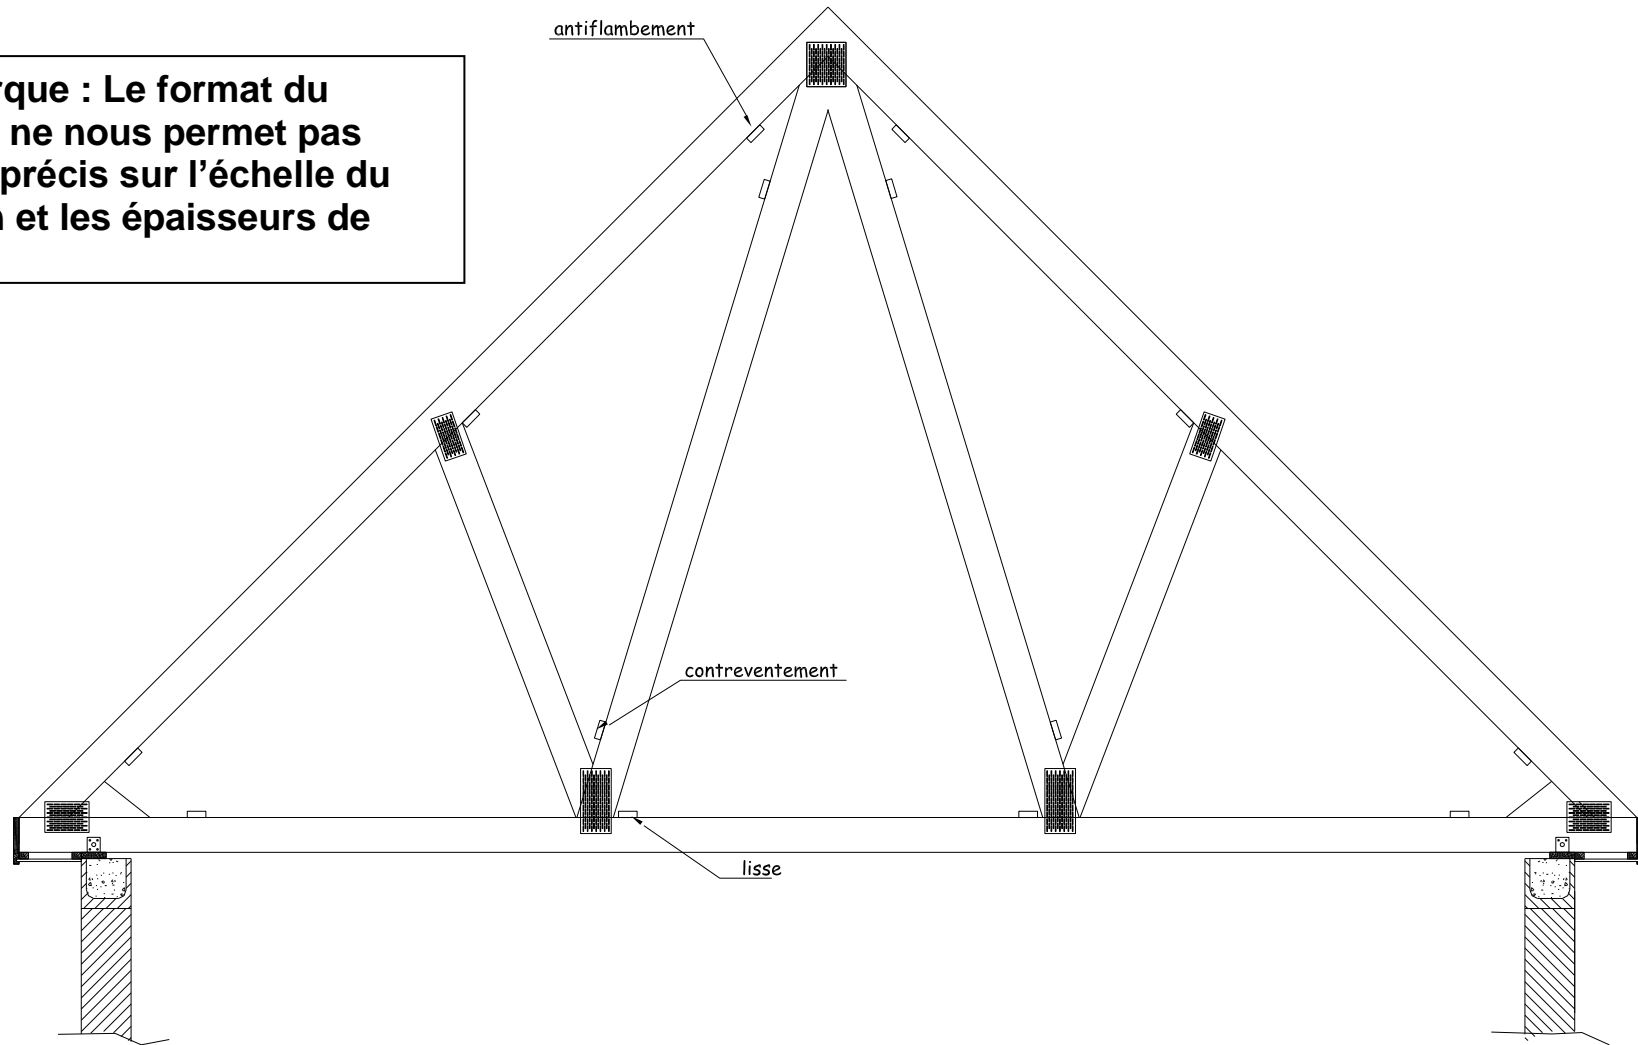 antiflambement
rque : Le format du
ne nous permet pas
précis sur l'échelle du
n et les épaisseurs de
contreventement
lisse